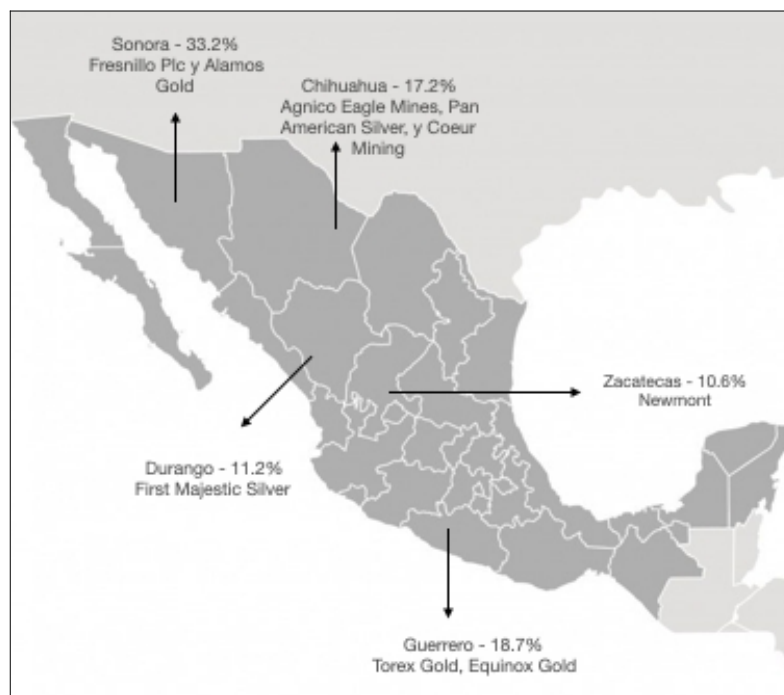 Sonora - 33.2%
Fresnillo Plc y Alamos
Gold
Chihuahua - 17.2%
Agnico Eagle Mines, Pan
American Silver, y Coeur
Mining
Zacatecas - 10.6%
Newmont
Durango - 11.2%
First Majestic Silver
Guerrero - 18.7%
Torex Gold, Equinox Gold